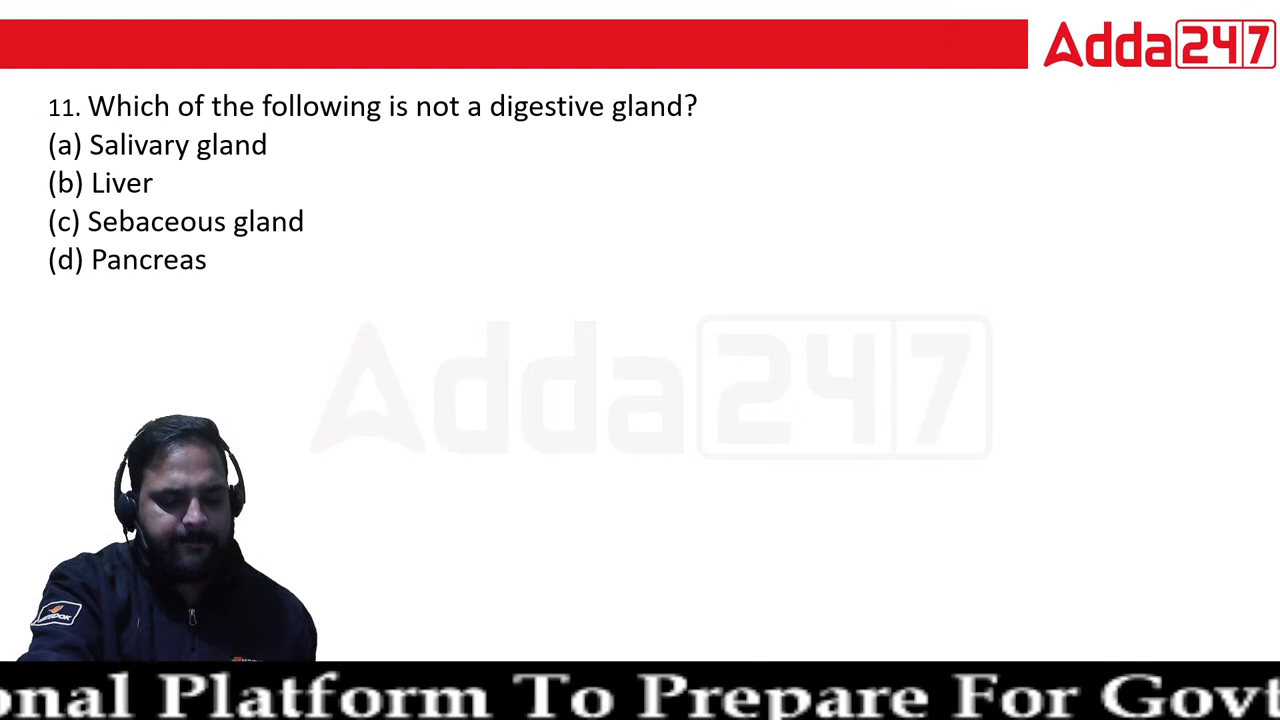 Adda247
11. Which of the following is not a digestive gland?
(a) Salivary gland
(b) Liver
(c) Sebaceous gland
(d) Pancreas
Adda247
onal Platform To Prepare For Govt